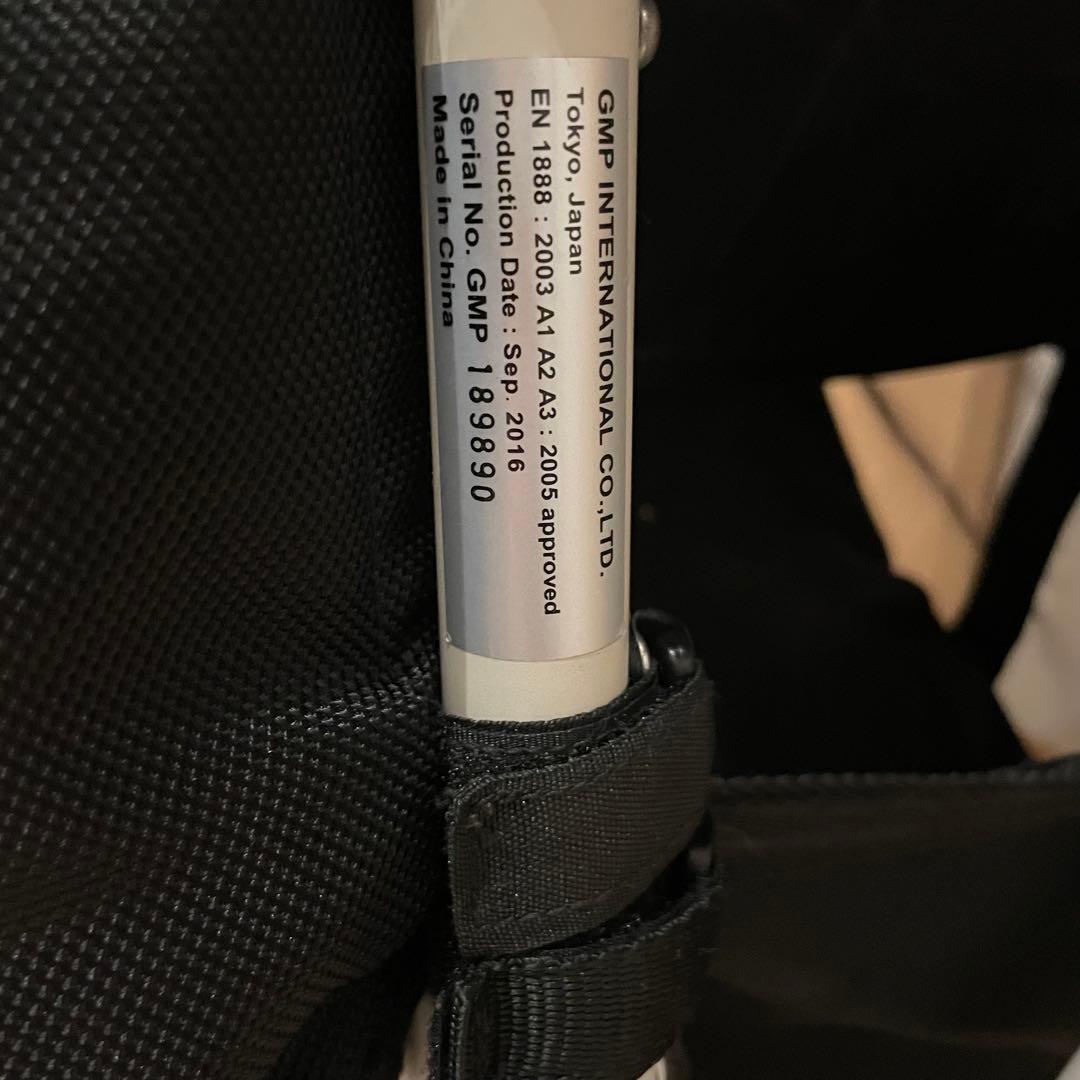 GMP INTERNATIONAL CO.,LTD.
Tokyo, Japan
EN 1888 : 2003 A1 A2 A3 : 2005 approved
Production Date : Sep. 2016
Serial No. GMP 189890
Made in China